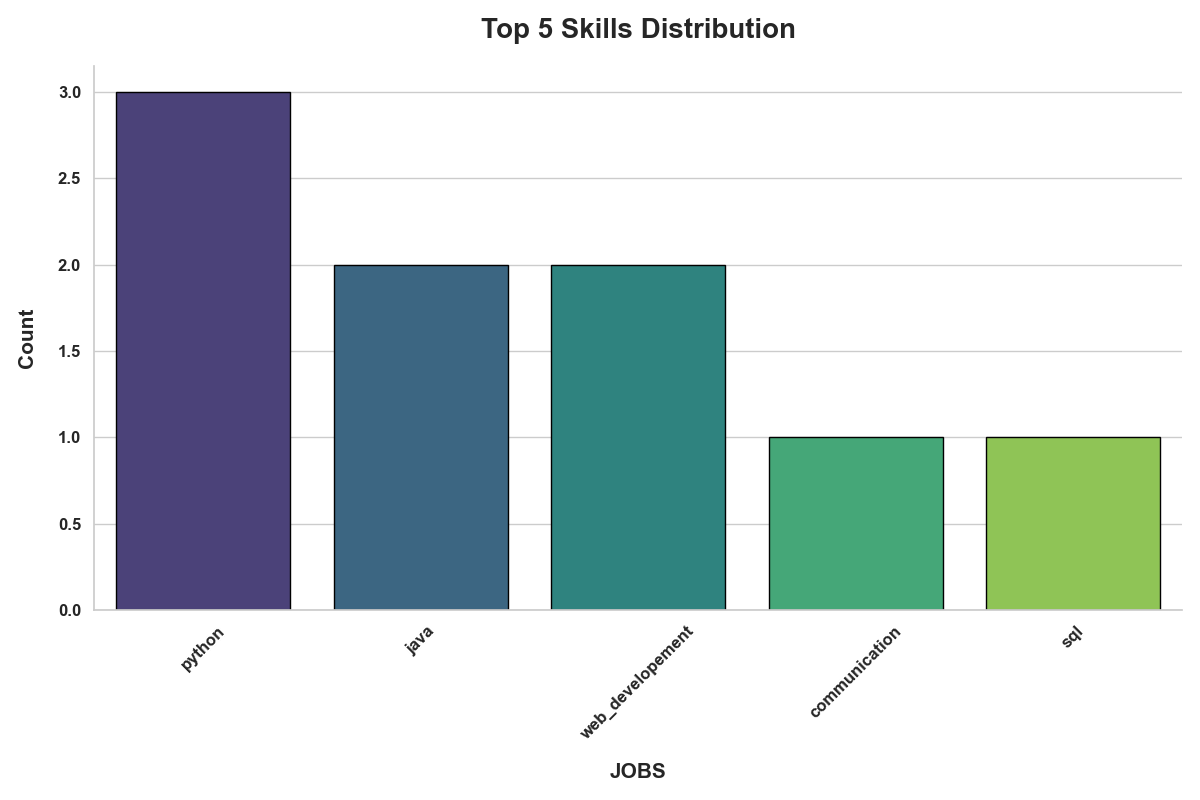 Top 5 Skills Distribution
Count
3.0
2.5
2.0
1.5
1.0
0.5
0.0
python
java
web_developement
communication
sql
JOBS